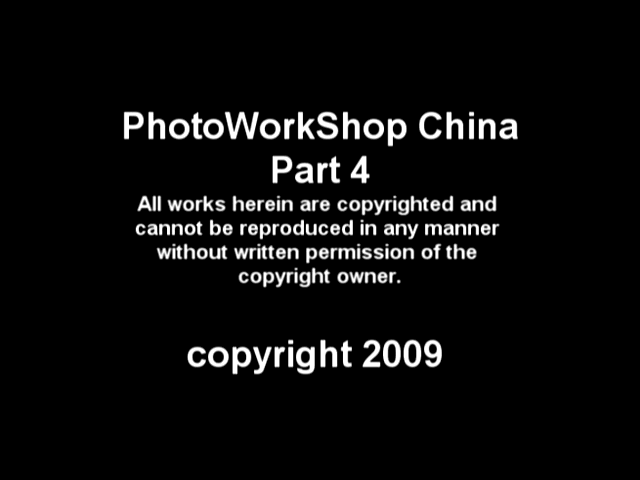 PhotoWorkShop China
Part 4
All works herein are copyrighted and
cannot be reproduced in any manner
without written permission of the
copyright owner.
copyright 2009